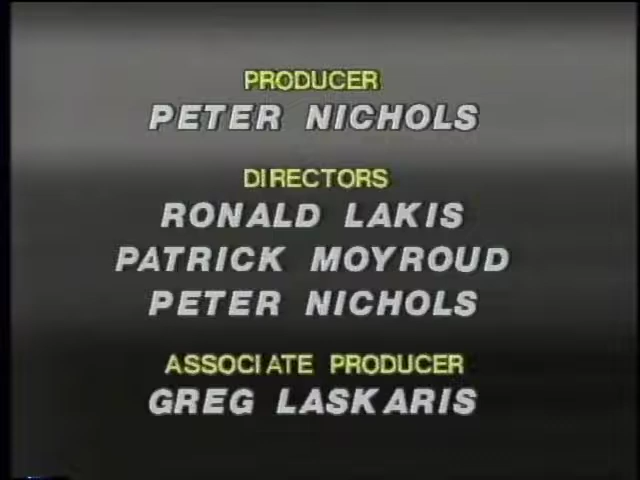 PRODUCER
PETER NICHOLS
DIRECTORS
RONALD LAKIS
PATRICK MOYROUD
PETER NICHOLS
ASSOCIATE PRODUCER
GREG LASKARIS